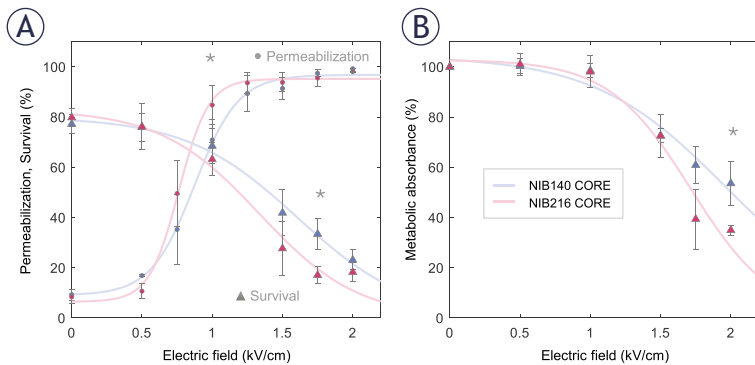 A
Permeabilization, Survival (%)
100
80
60
40
20
0
0
0.5
1
1.5
2
Electric field (kV/cm)
*
Permeabilization
*
Survival
B
Metabolic absorbance (%)
100
80
60
40
20
0
0
0.5
1
1.5
2
Electric field (kV/cm)
*
NIB140 CORE
NIB216 CORE